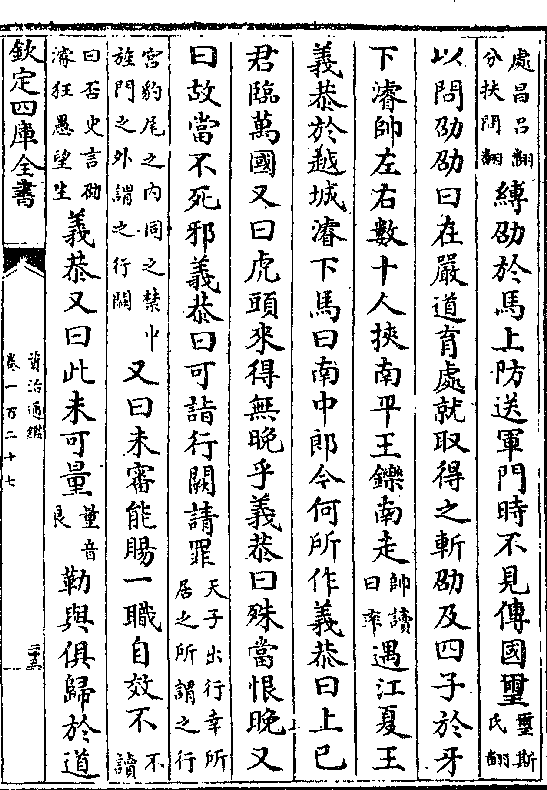 處昌呂翻
分扶問翻
縳劭於馬上防送軍門時不見傳國璽
璽斯
氏翻
以問劭劭曰在嚴道育處就取得之斬劭及四子於牙
下濬帥左右數十人挾南平王鑠南走
帥讀
曰率
遇江夏王
義恭於越城濬下馬曰南中郎今何所作義恭曰上已
君臨萬國又曰虎頭來得無晚乎義恭曰殊當恨晚又
曰故當不死邪義恭曰可詣行闕請罪
天子出行幸所
居之所謂之行
宮豹尾之内同之禁中
旌門之外謂之行闕
又曰未審能賜一職自效不
不
讀
曰否史言劭
濬狂愚望生
義恭又曰此未可量
量音
良
勒與俱歸於道
欽定四庫全書
資治通鑑
卷一百二十七
三十五